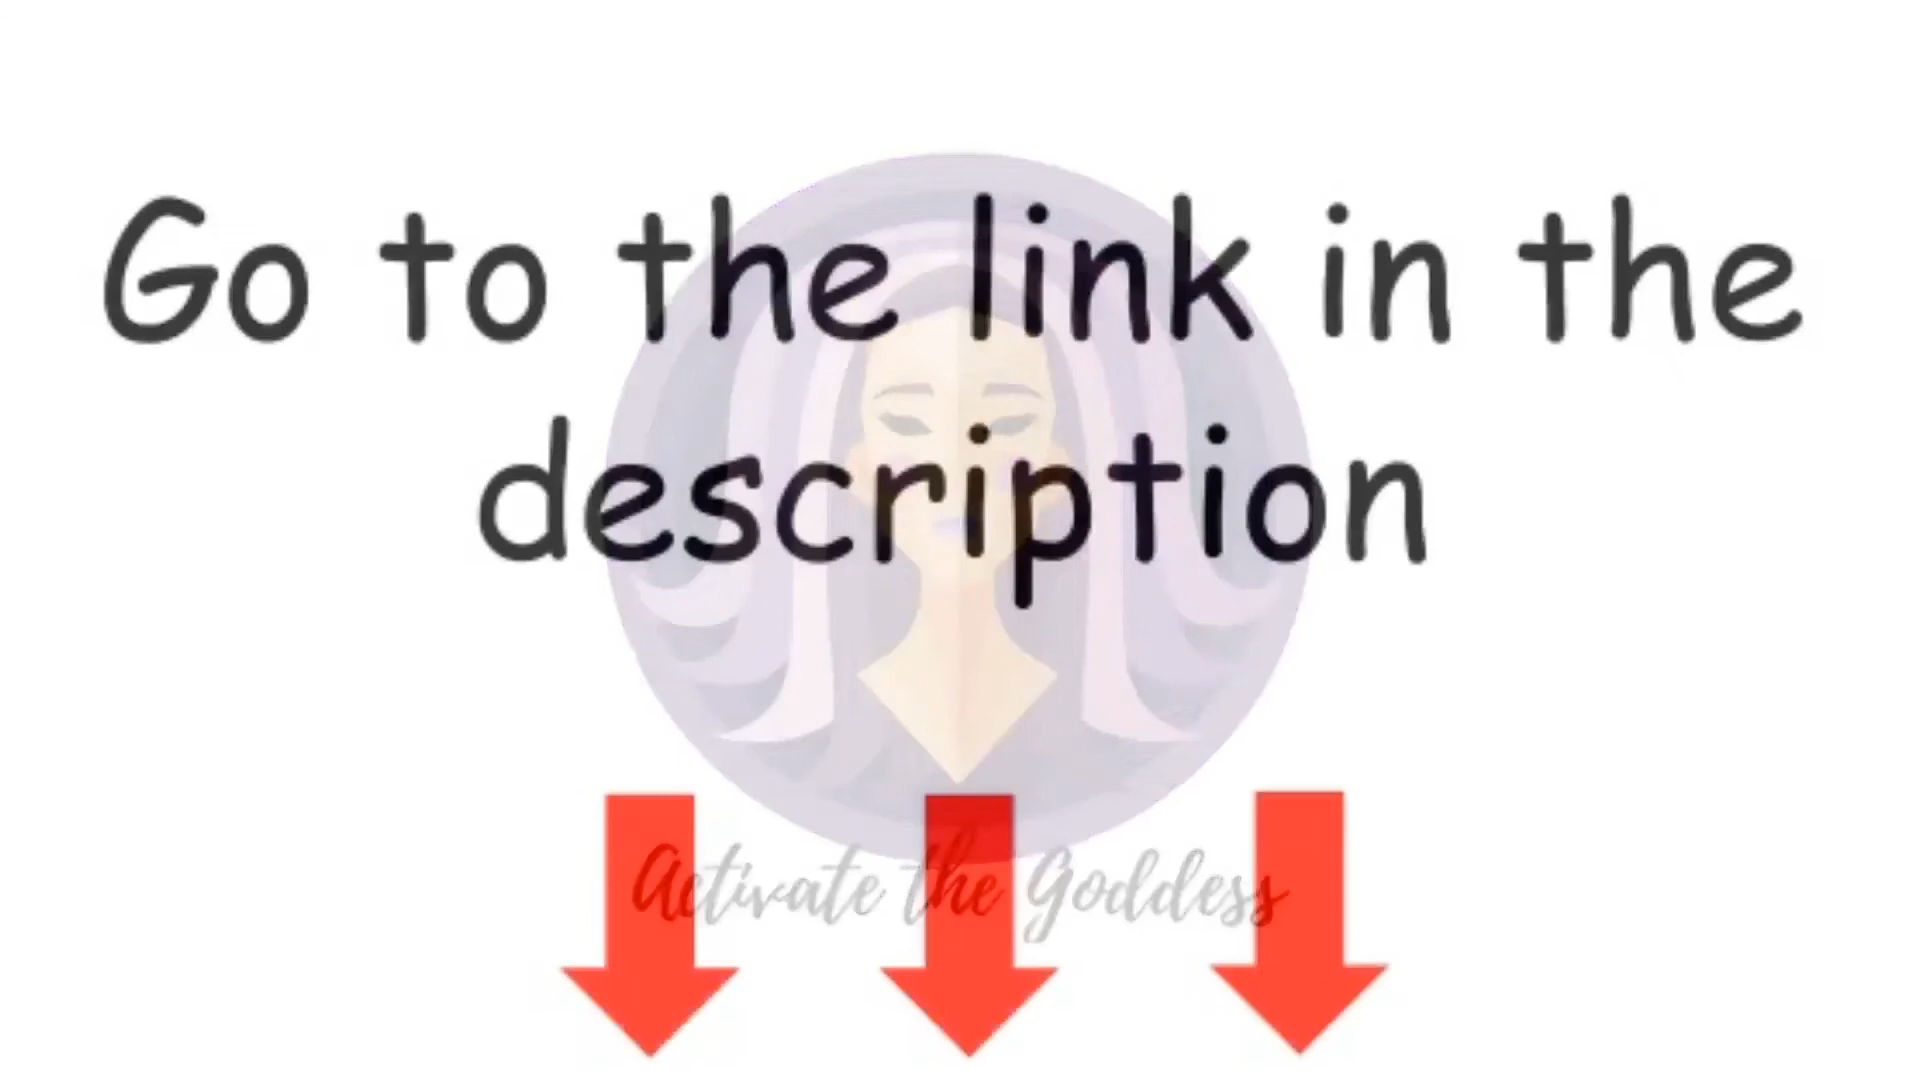 Go to the link in the
description
Activate the Goddess